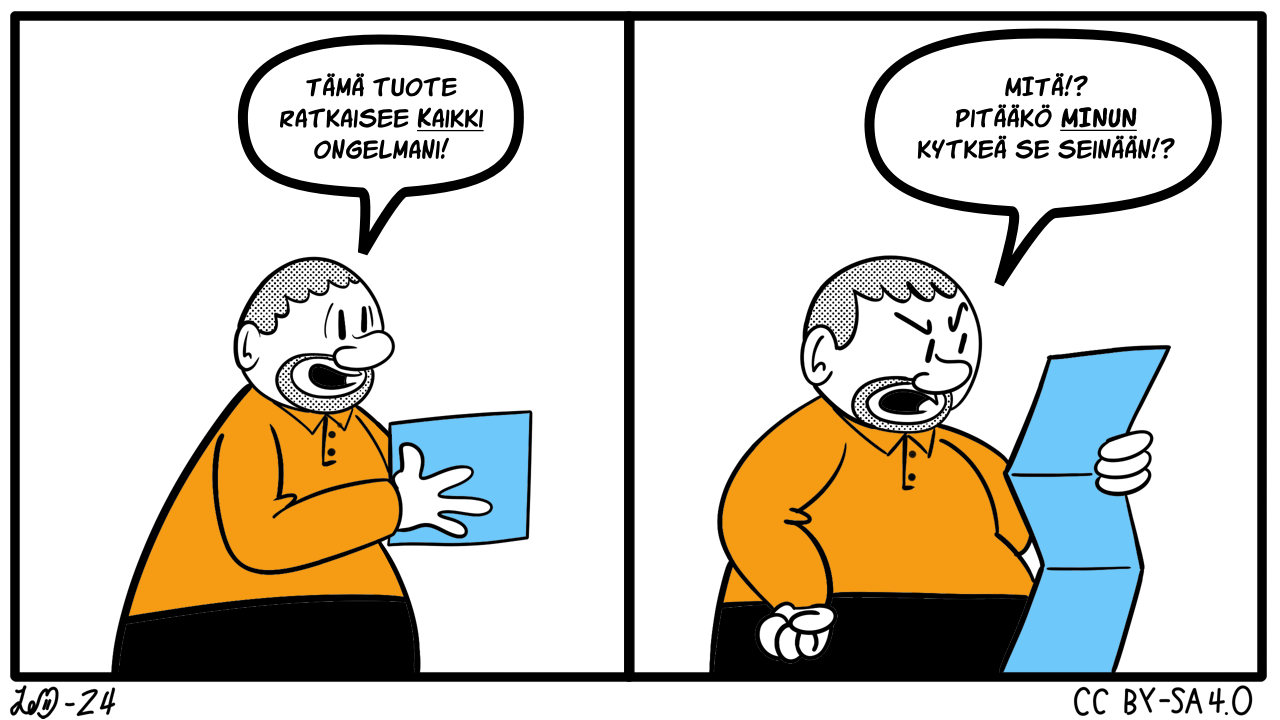 TÄMÄ TUOTE
RATKAISEE KAIKKI
ONGELMANI!
MITÄ!?
PITÄÄKÖ MINUN
KYTKEÄ SE SEINÄÄN!?
-24
CC BY-SA 4.0